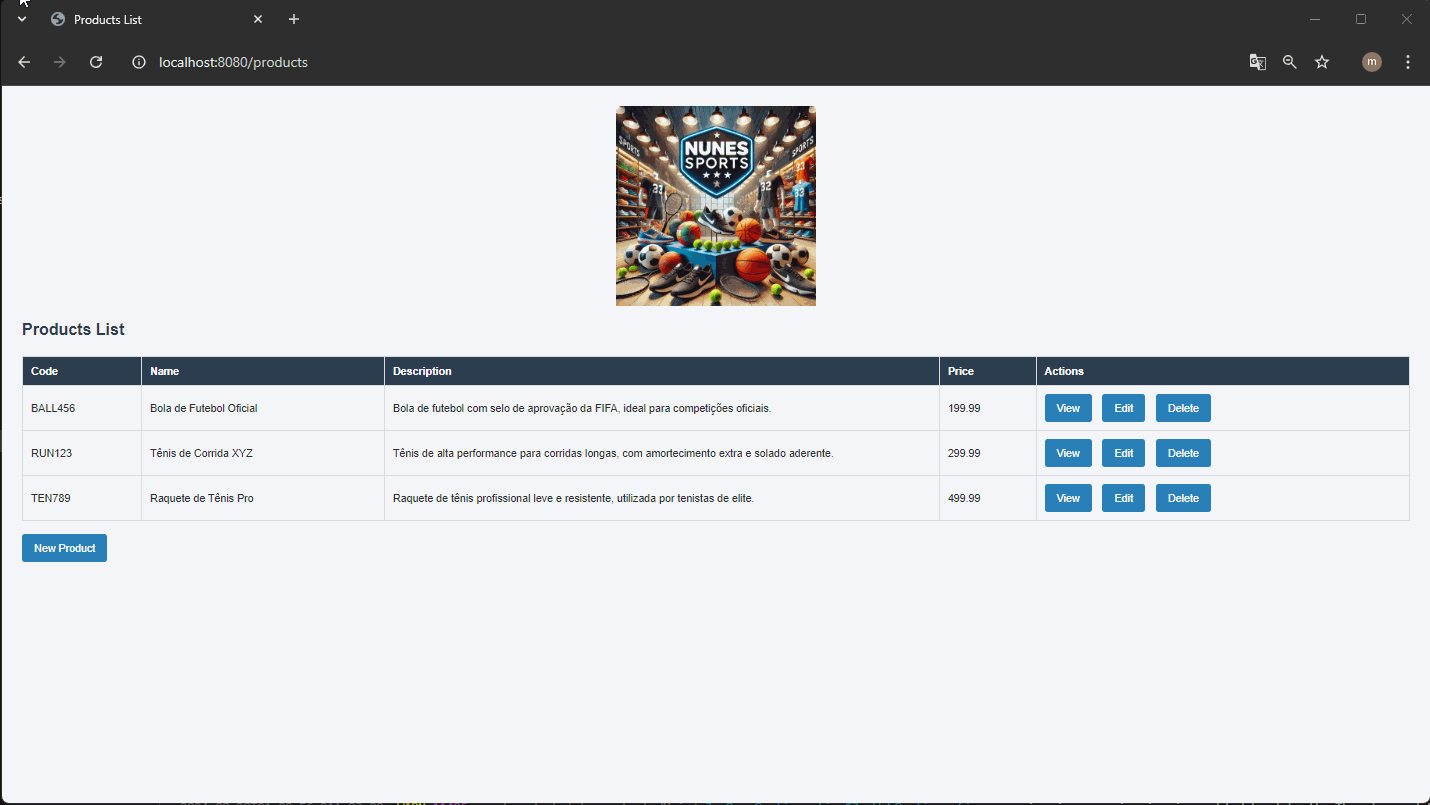 Products List
localhost:8080/products
m
SPORTS
NUNES
SPORTS
SPORTS
23
32
33
Products List
Code Name Description Price Actions
BALL456 Bola de Futebol Oficial Bola de futebol com selo de aprovação da FIFA, ideal para competições oficiais. 199.99 View Edit Delete
RUN123 Tênis de Corrida XYZ Tênis de alta performance para corridas longas, com amortecimento extra e solado aderente. 299.99 View Edit Delete
TEN789 Raquete de Tênis Pro Raquete de tênis profissional leve e resistente, utilizada por tenistas de elite. 499.99 View Edit Delete
New Product